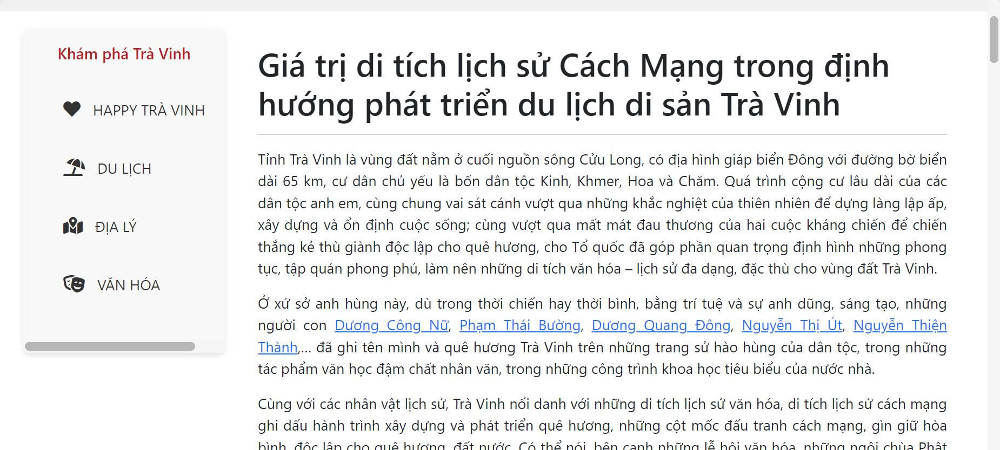 Khám phá Trà Vinh
HAPPY TRÀ VINH
DU LỊCH
ĐỊA LÝ
VĂN HÓA
Giá trị di tích lịch sử Cách Mạng trong định
hướng phát triển du lịch di sản Trà Vinh
Tỉnh Trà Vinh là vùng đất nằm ở cuối nguồn sông Cửu Long, có địa hình giáp biển Đông với đường bờ biển
dài 65 km, cư dân chủ yếu là bốn dân tộc Kinh, Khmer, Hoa và Chăm. Quá trình cộng cư lâu dài của các
dân tộc anh em, cùng chung vai sát cánh vượt qua những khắc nghiệt của thiên nhiên để dựng làng lập ấp,
xây dựng và ổn định cuộc sống; cùng vượt qua mất mát đau thương của hai cuộc kháng chiến để chiến
thắng kẻ thù giành độc lập cho quê hương, cho Tổ quốc đã góp phần quan trọng định hình những phong
tục, tập quán phong phú, làm nên những di tích văn hóa – lịch sử đa dạng, đặc thù cho vùng đất Trà Vinh.
Ở xứ sở anh hùng này, dù trong thời chiến hay thời bình, bằng trí tuệ và sự anh dũng, sáng tạo, những
người con Dương Công Nữ, Phạm Thái Bường, Dương Quang Đông, Nguyễn Thị Út, Nguyễn Thiện
Thành,... đã ghi tên mình và quê hương Trà Vinh trên những trang sử hào hùng của dân tộc, trong những
tác phẩm văn học đậm chất nhân văn, trong những công trình khoa học tiêu biểu của nước nhà.
Cùng với các nhân vật lịch sử, Trà Vinh nổi danh với những di tích lịch sử văn hóa, di tích lịch sử cách mạng
ghi dấu hành trình xây dựng và phát triển quê hương, những cột mốc đấu tranh cách mạng, gìn giữ hòa
bình, độc lập cho quê hương, đất nước. Có thể nói, bên cạnh những lễ hội văn hóa, những ngôi chùa Phật